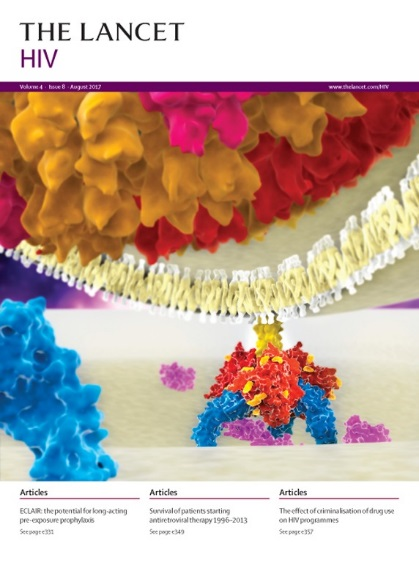 THE LANCET
HIV
Volume 4 · Issue 8 · August 2017
www.thelancet.com/HIV
Articles
ECLAIR: the potential for long-acting
pre-exposure prophylaxis
See page e331
Articles
Survival of patients starting
antiretroviral therapy 1996–2013
See page e349
Articles
The effect of criminalisation of drug use
on HIV programmes
See page e357